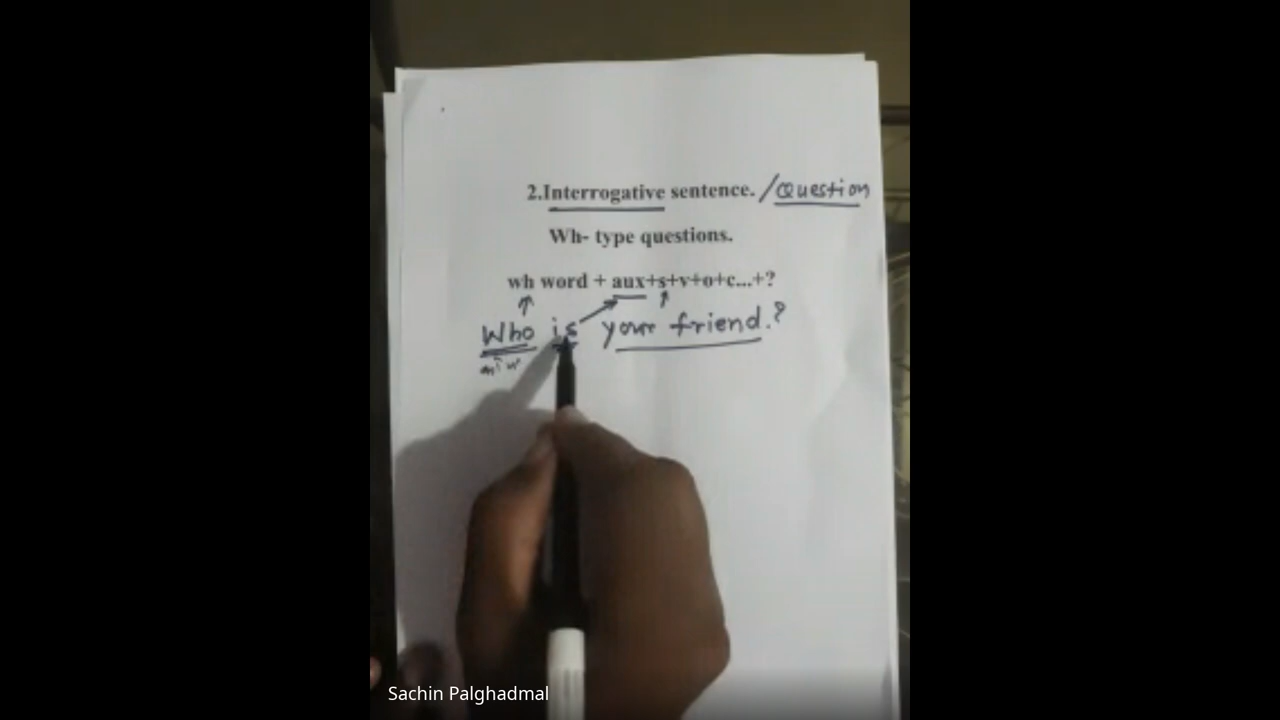 2.Interrogative sentence. /Question
Wh- type questions.
wh word + aux+s+v+o+c...+?
Who is your friend.?
Sachin Palghadmal